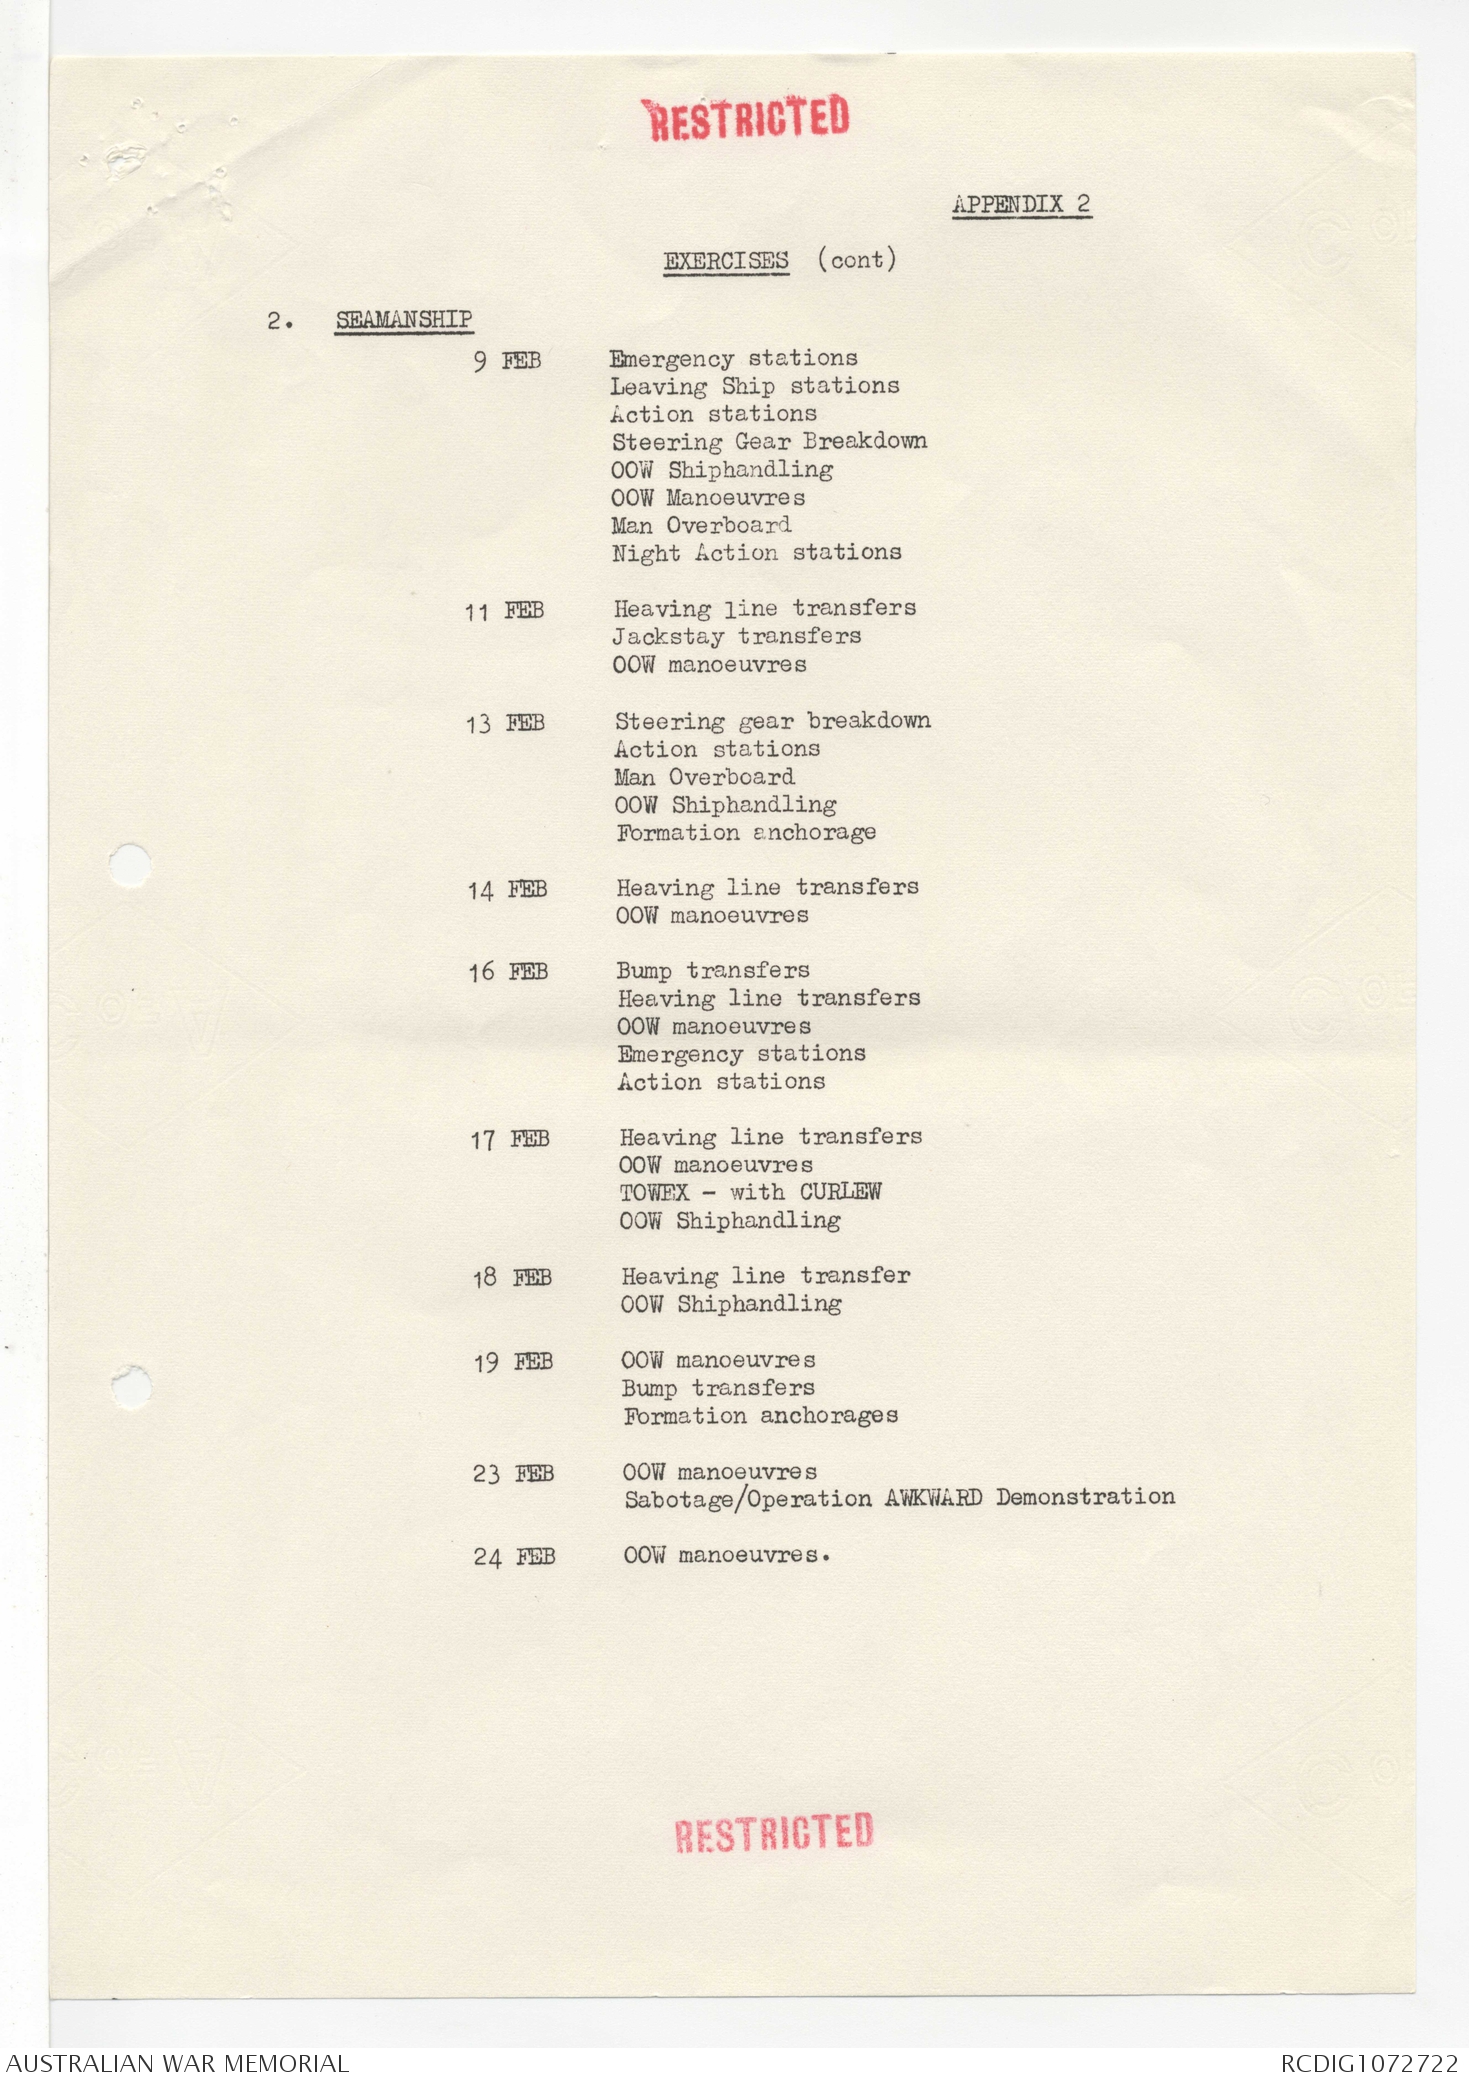 RESTRICTED
APPENDIX 2
EXERCISES (cont)
2. SEAMANSHIP
9 FEB Emergency stations
Leaving Ship stations
Action stations
Steering Gear Breakdown
OOW Shiphandling
OOW Manoeuvres
Man Overboard
Night Action stations
11 FEB Heaving line transfers
Jackstay transfers
OOW manoeuvres
13 FEB Steering gear breakdown
Action stations
Man Overboard
OOW Shiphandling
Formation anchorage
14 FEB Heaving line transfers
OOW manoeuvres
16 FEB Bump transfers
Heaving line transfers
OOW manoeuvres
Emergency stations
Action stations
17 FEB Heaving line transfers
OOW manoeuvres
TOWEX - with CURLEW
OOW Shiphandling
18 FEB Heaving line transfer
OOW Shiphandling
19 FEB OOW manoeuvres
Bump transfers
Formation anchorages
23 FEB OOW manoeuvres
Sabotage/Operation AWKWARD Demonstration
24 FEB OOW manoeuvres.
RESTRICTED
AUSTRALIAN WAR MEMORIAL
RCDIG1072722